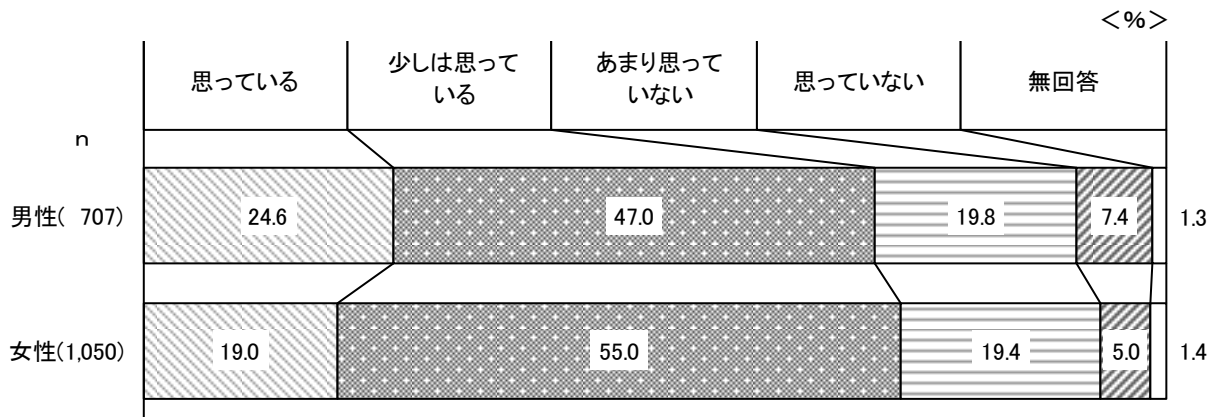 ＜％＞
思っている
少しは思って
いる
あまり思って
いない
思っていない
無回答
n
男性( 707) 24.6 47.0 19.8 7.4 1.3
女性(1,050) 19.0 55.0 19.4 5.0 1.4